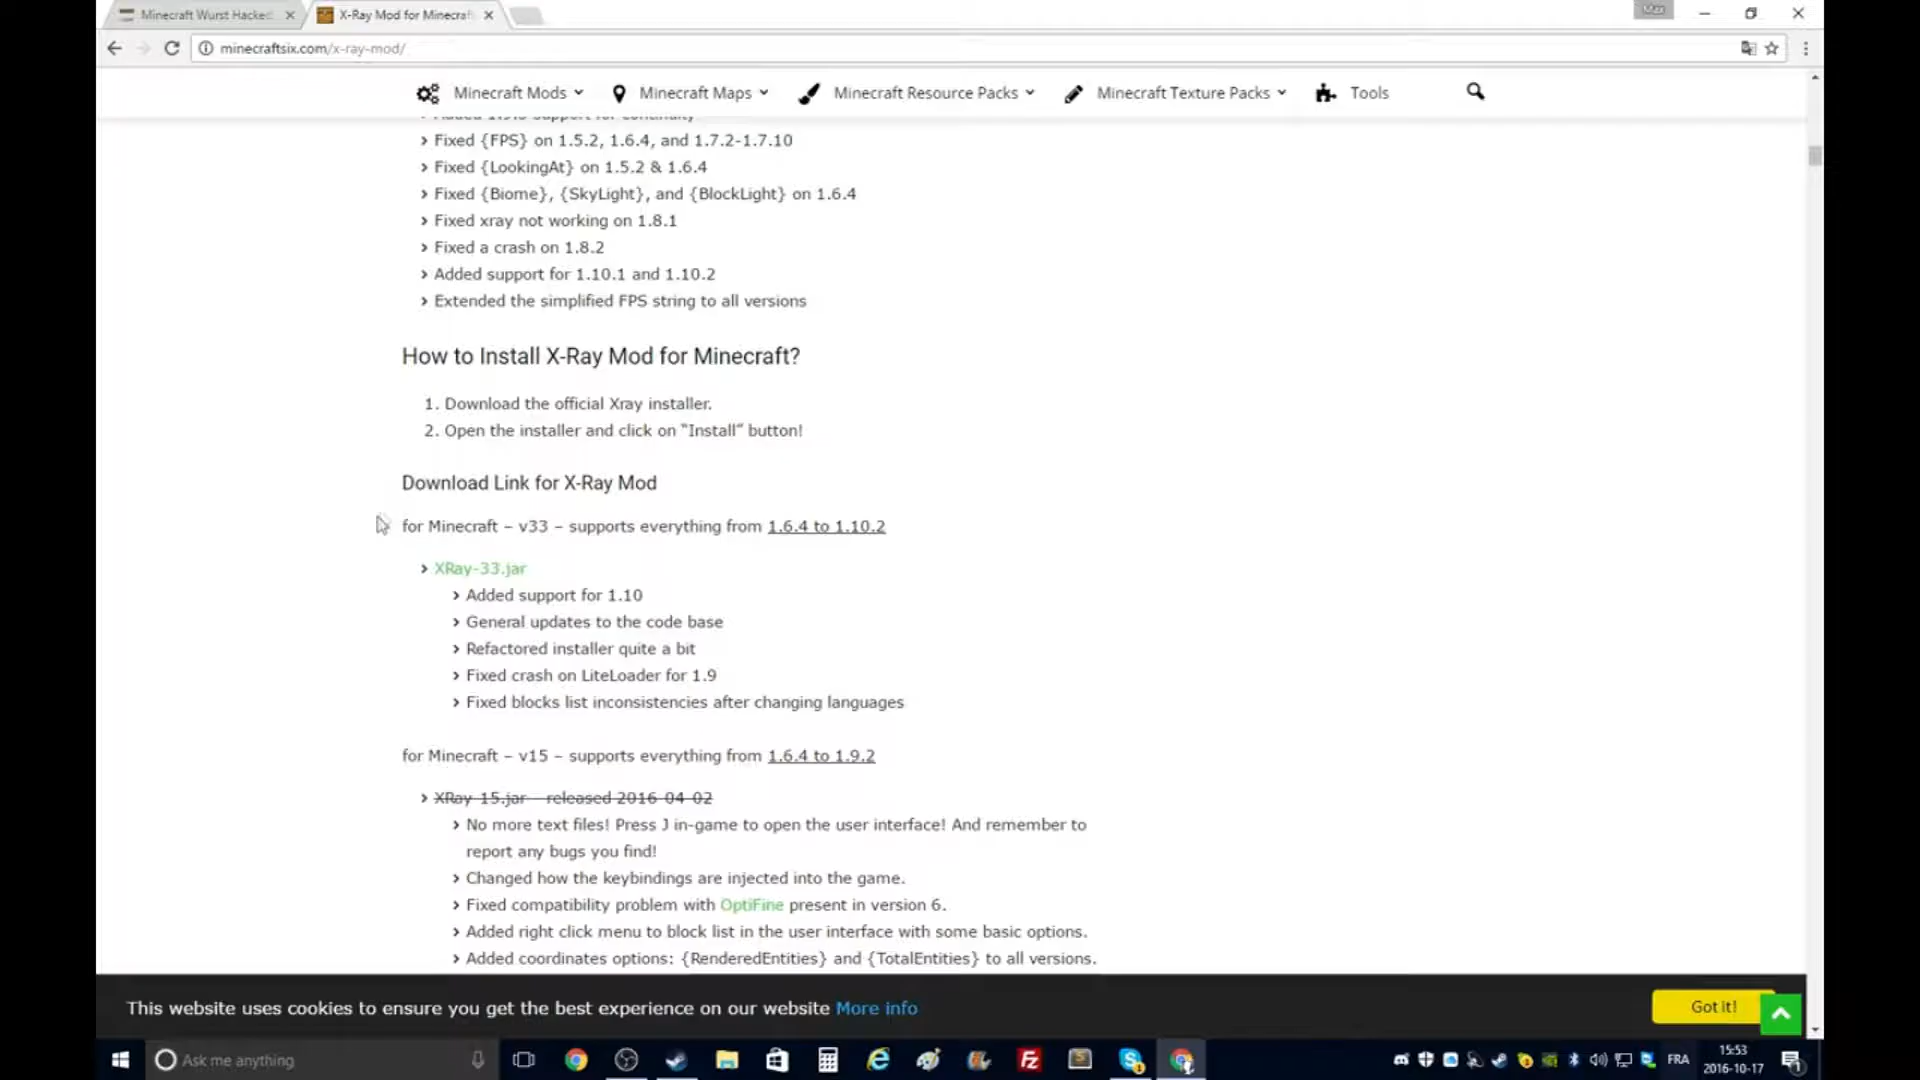 Minecraft Wurst Hacked
X-Ray Mod for Minecraft
Max
minecraftsix.com/x-ray-mod/
Minecraft Mods
Minecraft Maps
Minecraft Resource Packs
Minecraft Texture Packs
Tools
Fixed {FPS} on 1.5.2, 1.6.4, and 1.7.2-1.7.10
Fixed {LookingAt} on 1.5.2 & 1.6.4
Fixed {Biome}, {SkyLight}, and {BlockLight} on 1.6.4
Fixed xray not working on 1.8.1
Fixed a crash on 1.8.2
Added support for 1.10.1 and 1.10.2
Extended the simplified FPS string to all versions
How to Install X-Ray Mod for Minecraft?
1. Download the official Xray installer.
2. Open the installer and click on “Install” button!
Download Link for X-Ray Mod
for Minecraft – v33 – supports everything from 1.6.4 to 1.10.2
XRay-33.jar
Added support for 1.10
General updates to the code base
Refactored installer quite a bit
Fixed crash on LiteLoader for 1.9
Fixed blocks list inconsistencies after changing languages
for Minecraft – v15 – supports everything from 1.6.4 to 1.9.2
XRay-15.jar – released 2016-04-02
No more text files! Press J in-game to open the user interface! And remember to
report any bugs you find!
Changed how the keybindings are injected into the game.
Fixed compatibility problem with OptiFine present in version 6.
Added right click menu to block list in the user interface with some basic options.
Added coordinates options: {RenderedEntities} and {TotalEntities} to all versions.
This website uses cookies to ensure you get the best experience on our website More info
Got it!
Ask me anything
FRA
15:53
2016-10-17